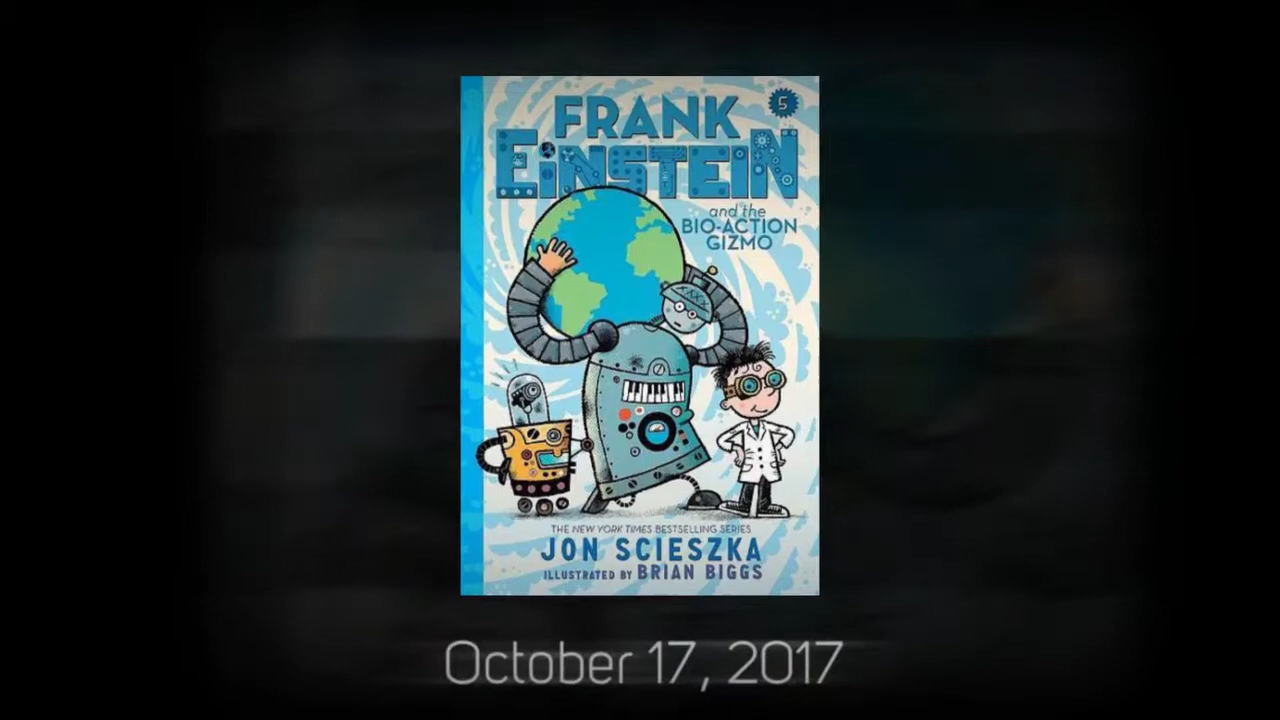 5
FRANK
EiNSTEIN
and the
BIO-ACTION
GIZMO
THE NEW YORK TIMES BESTSELLING SERIES
JON SCIESZKA
ILLUSTRATED BY BRIAN BIGGS
October 17, 2017